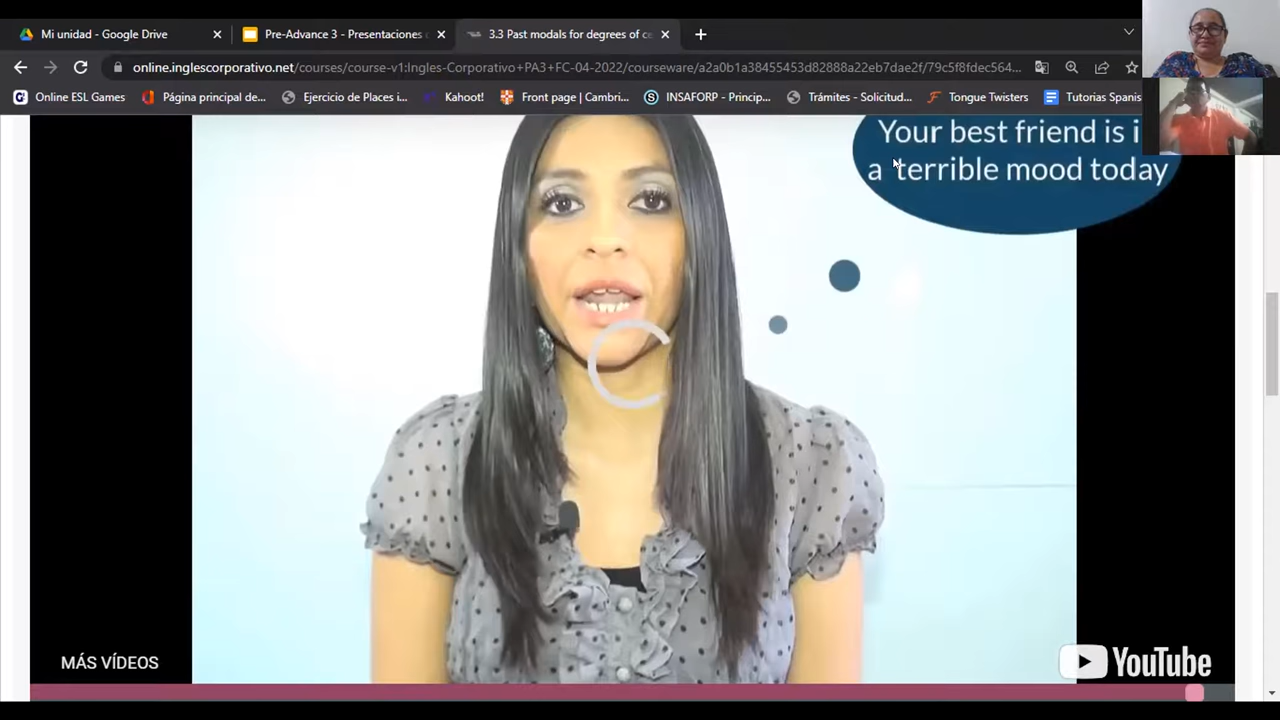 Mi unidad - Google Drive
Pre-Advance 3 - Presentaciones
3.3 Past modals for degrees of ce
online.inglescorporativo.net/courses/course-v1:Ingles-Corporativo+PA3+FC-04-2022/courseware/a2a0b1a38455453d82888a22eb7dae2f/79c5f8fdec564...
Online ESL Games
Página principal de...
Ejercicio de Places i...
Kahoot!
Front page | Cambri...
INSAFORP - Princip...
Trámites - Solicitud...
Tongue Twisters
Tutorias Spanis
Your best friend is i
a terrible mood today
MÁS VÍDEOS
YouTube